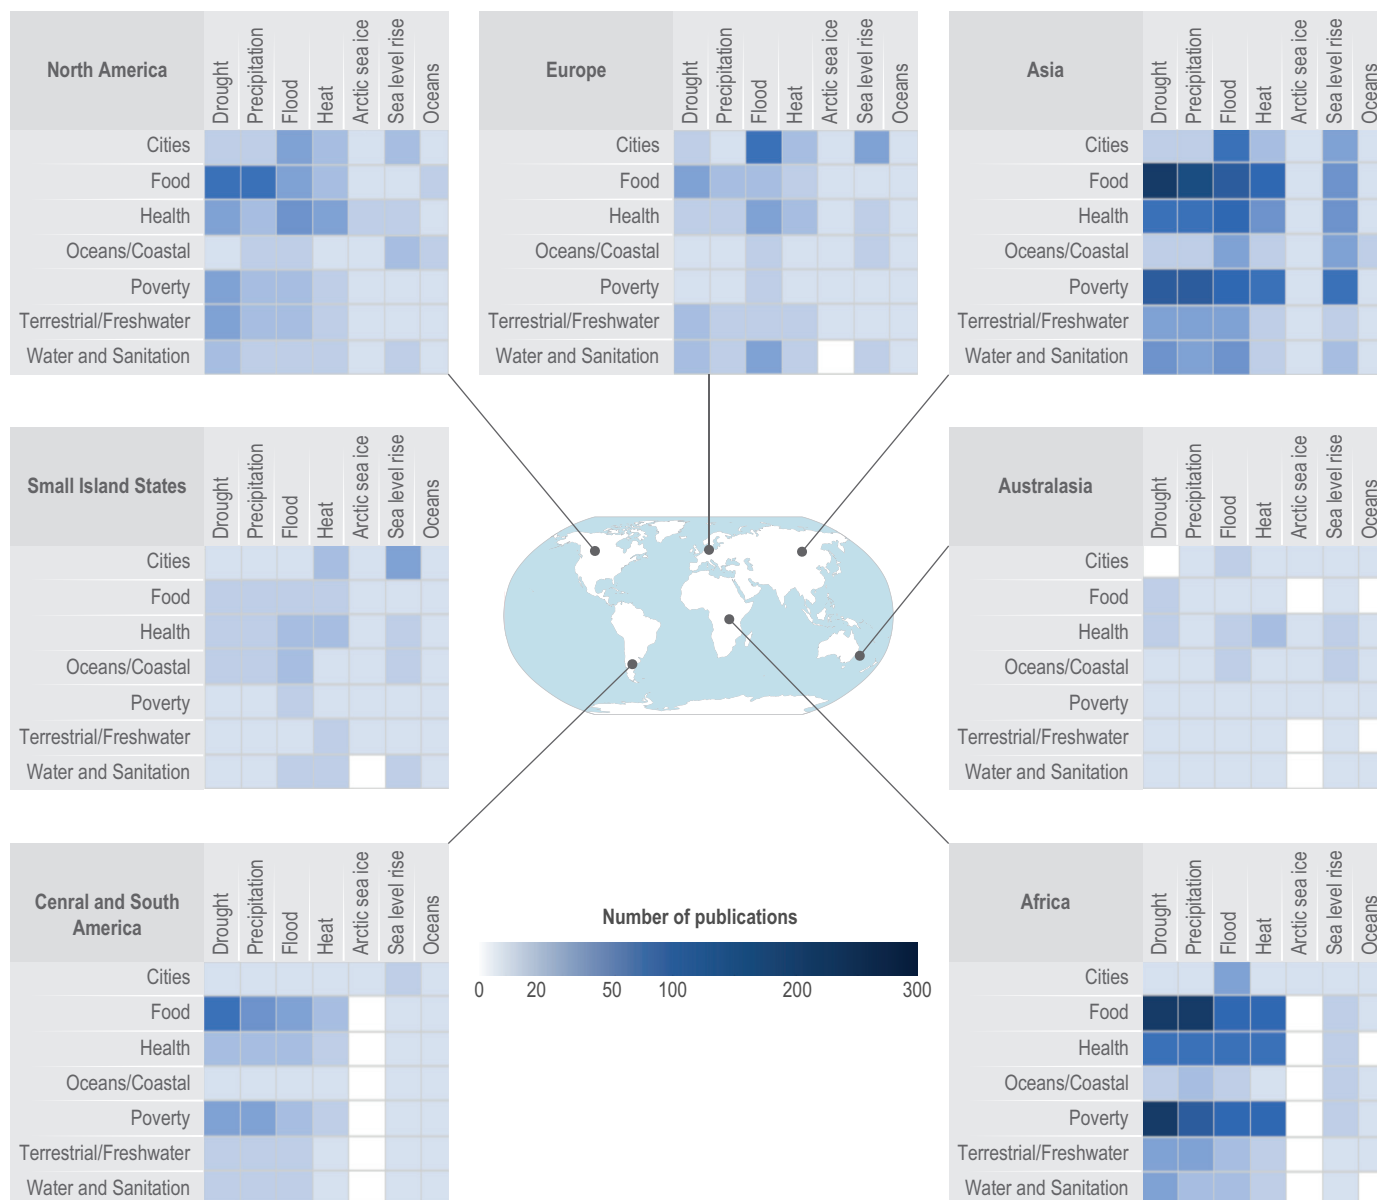 North America
Drought
Precipitation
Flood
Heat
Arctic sea ice
Sea level rise
Oceans
Cities
Food
Health
Oceans/Coastal
Poverty
Terrestrial/Freshwater
Water and Sanitation
Europe
Drought
Precipitation
Flood
Heat
Arctic sea ice
Sea level rise
Oceans
Cities
Food
Health
Oceans/Coastal
Poverty
Terrestrial/Freshwater
Water and Sanitation
Asia
Drought
Precipitation
Flood
Heat
Arctic sea ice
Sea level rise
Oceans
Cities
Food
Health
Oceans/Coastal
Poverty
Terrestrial/Freshwater
Water and Sanitation
Small Island States
Drought
Precipitation
Flood
Heat
Arctic sea ice
Sea level rise
Oceans
Cities
Food
Health
Oceans/Coastal
Poverty
Terrestrial/Freshwater
Water and Sanitation
Australasia
Drought
Precipitation
Flood
Heat
Arctic sea ice
Sea level rise
Oceans
Cities
Food
Health
Oceans/Coastal
Poverty
Terrestrial/Freshwater
Water and Sanitation
Cenral and South
America
Drought
Precipitation
Flood
Heat
Arctic sea ice
Sea level rise
Oceans
Cities
Food
Health
Oceans/Coastal
Poverty
Terrestrial/Freshwater
Water and Sanitation
Number of publications
0 20 50 100 200 300
Africa
Drought
Precipitation
Flood
Heat
Arctic sea ice
Sea level rise
Oceans
Cities
Food
Health
Oceans/Coastal
Poverty
Terrestrial/Freshwater
Water and Sanitation